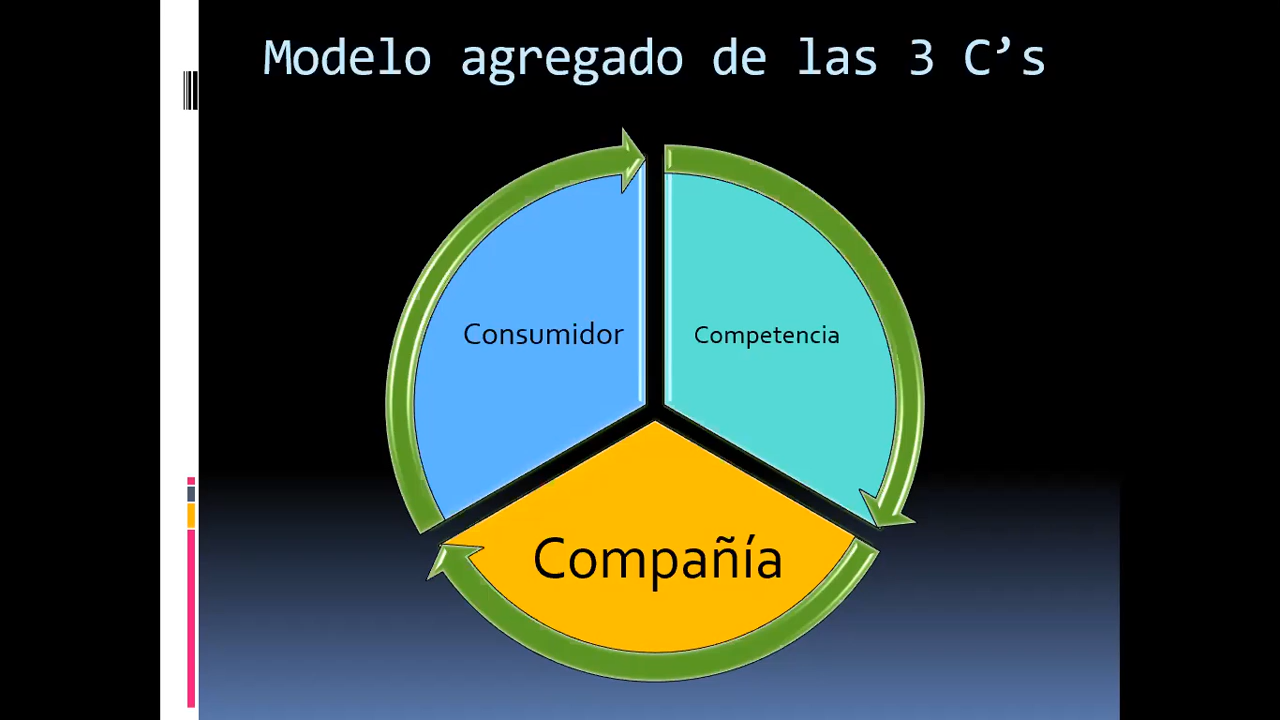 Modelo agregado de las 3 C’s
Consumidor
Competencia
Compañía